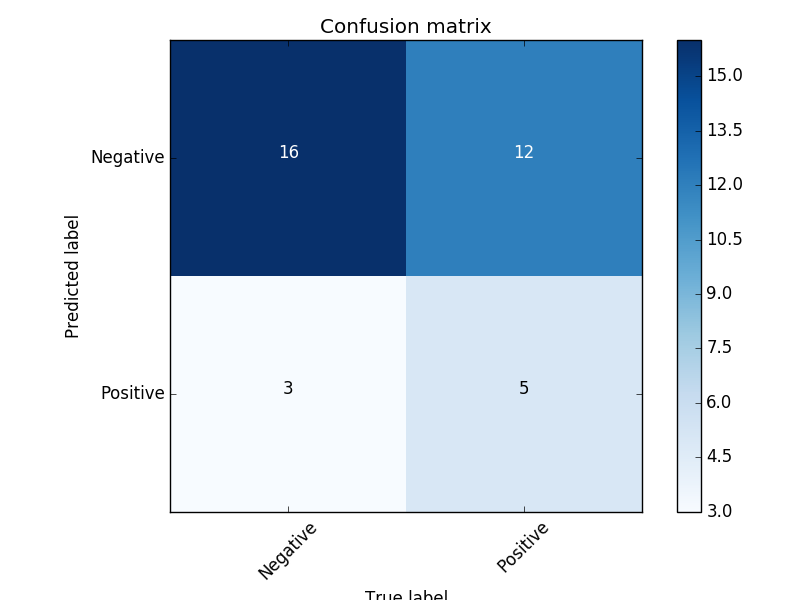 Confusion matrix
Negative
16
12
Positive
3
5
Predicted label
Negative
Positive
True label
15.0
13.5
12.0
10.5
9.0
7.5
6.0
4.5
3.0